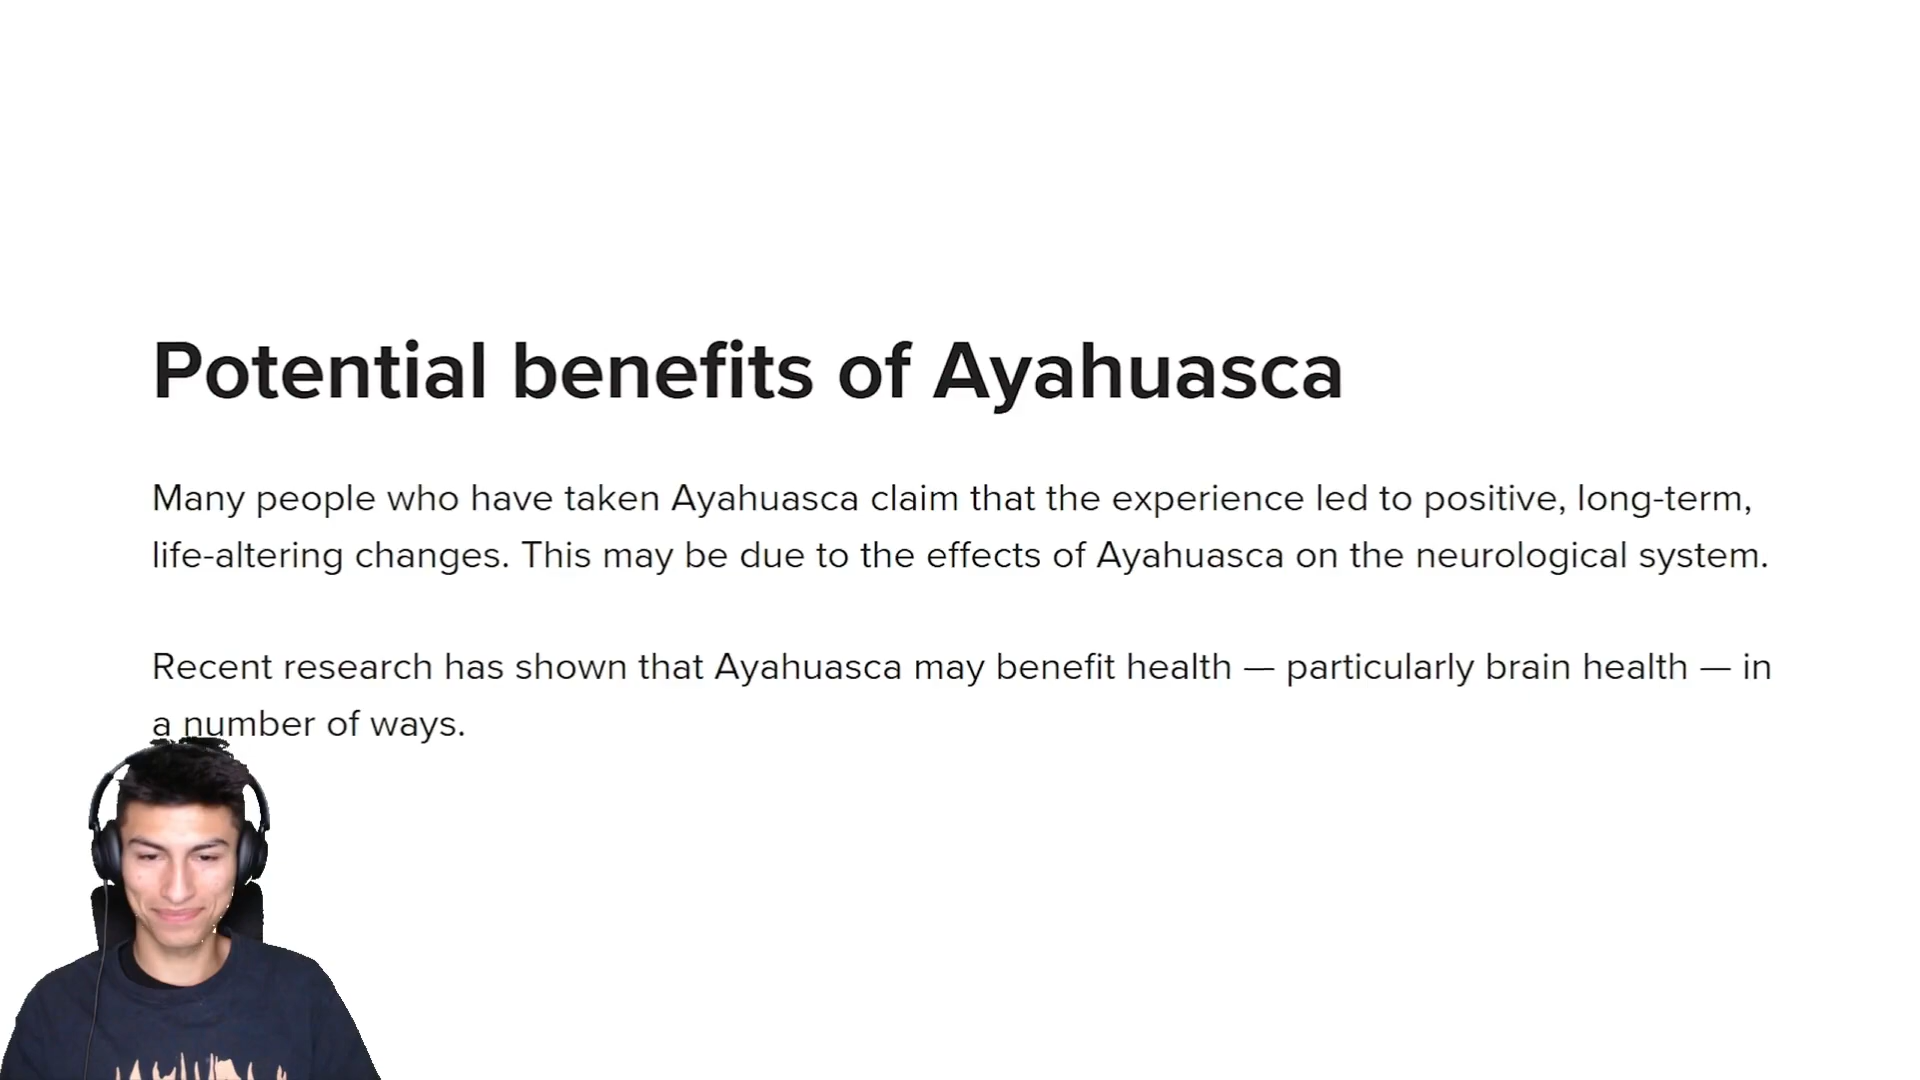 Potential benefits of Ayahuasca
Many people who have taken Ayahuasca claim that the experience led to positive, long-term,
life-altering changes. This may be due to the effects of Ayahuasca on the neurological system.
Recent research has shown that Ayahuasca may benefit health — particularly brain health — in
a number of ways.